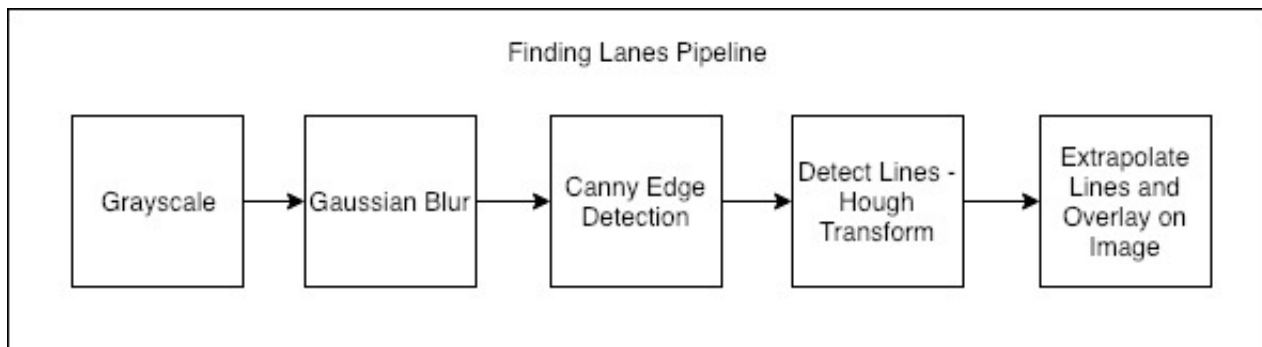 Finding Lanes Pipeline
Grayscale
Gaussian Blur
Canny Edge
Detection
Detect Lines -
Hough
Transform
Extrapolate
Lines and
Overlay on
Image